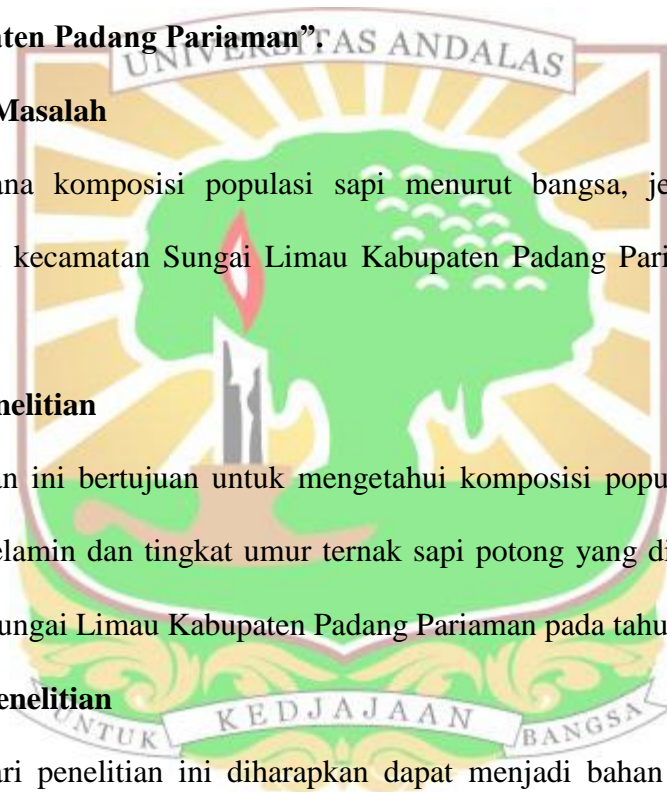 aten Padang Pariaman”.
UNIVERSITAS ANDALAS
Masalah
ana komposisi populasi sapi menurut bangsa, je
kecamatan Sungai Limau Kabupaten Padang Pari
nelitian
an ini bertujuan untuk mengetahui komposisi popu
elamin dan tingkat umur ternak sapi potong yang di
ungai Limau Kabupaten Padang Pariaman pada tahu
enelitian
UNTUK KEDJAJAAN BANGSA
ari penelitian ini diharapkan dapat menjadi bahan